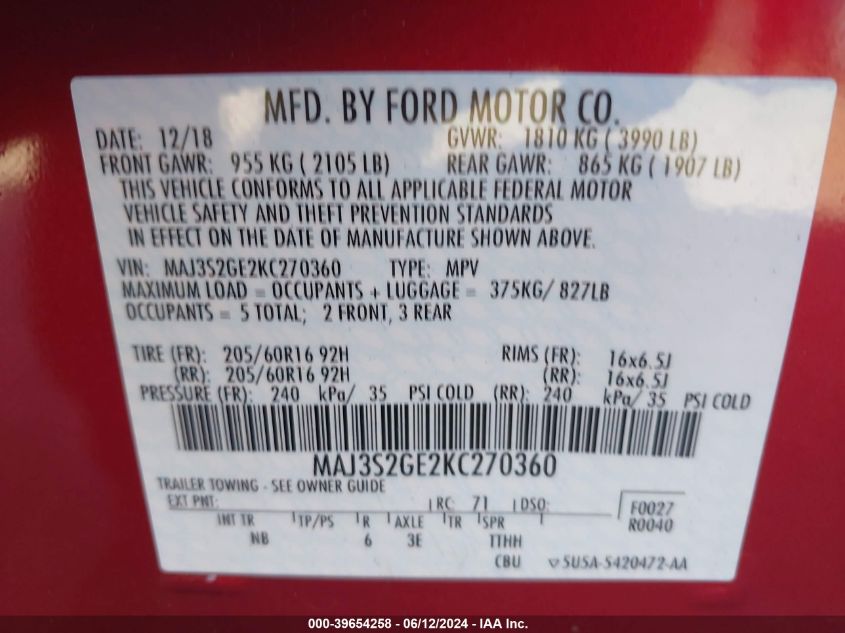 MFD. BY FORD MOTOR CO.
DATE: 12/18 GVWR: 1810 KG ( 3990 LB)
FRONT GAWR: 955 KG ( 2105 LB) REAR GAWR: 865 KG ( 1907 LB)
THIS VEHICLE CONFORMS TO ALL APPLICABLE FEDERAL MOTOR
VEHICLE SAFETY AND THEFT PREVENTION STANDARDS
IN EFFECT ON THE DATE OF MANUFACTURE SHOWN ABOVE.
VIN: MAJ3S2GE2KC270360 TYPE: MPV
MAXIMUM LOAD = OCCUPANTS + LUGGAGE = 375KG/ 827LB
OCCUPANTS = 5 TOTAL; 2 FRONT, 3 REAR
TIRE (FR): 205/60R16 92H RIMS (FR): 16x6.5J
(RR): 205/60R16 92H (RR): 16x6.5J
PRESSURE (FR): 240 kPa/ 35 PSI COLD (RR): 240 kPa/ 35 PSI COLD
MAJ3S2GE2KC270360
TRAILER TOWING - SEE OWNER GUIDE
EXT PNT: RC: 71 DSO: F0027
R0040
INT TR TP/PS R AXLE TR SPR
NB 6 3E TTHH
CBU 5U5A-5420472-AA
000-39654258 - 06/12/2024 - IAA Inc.